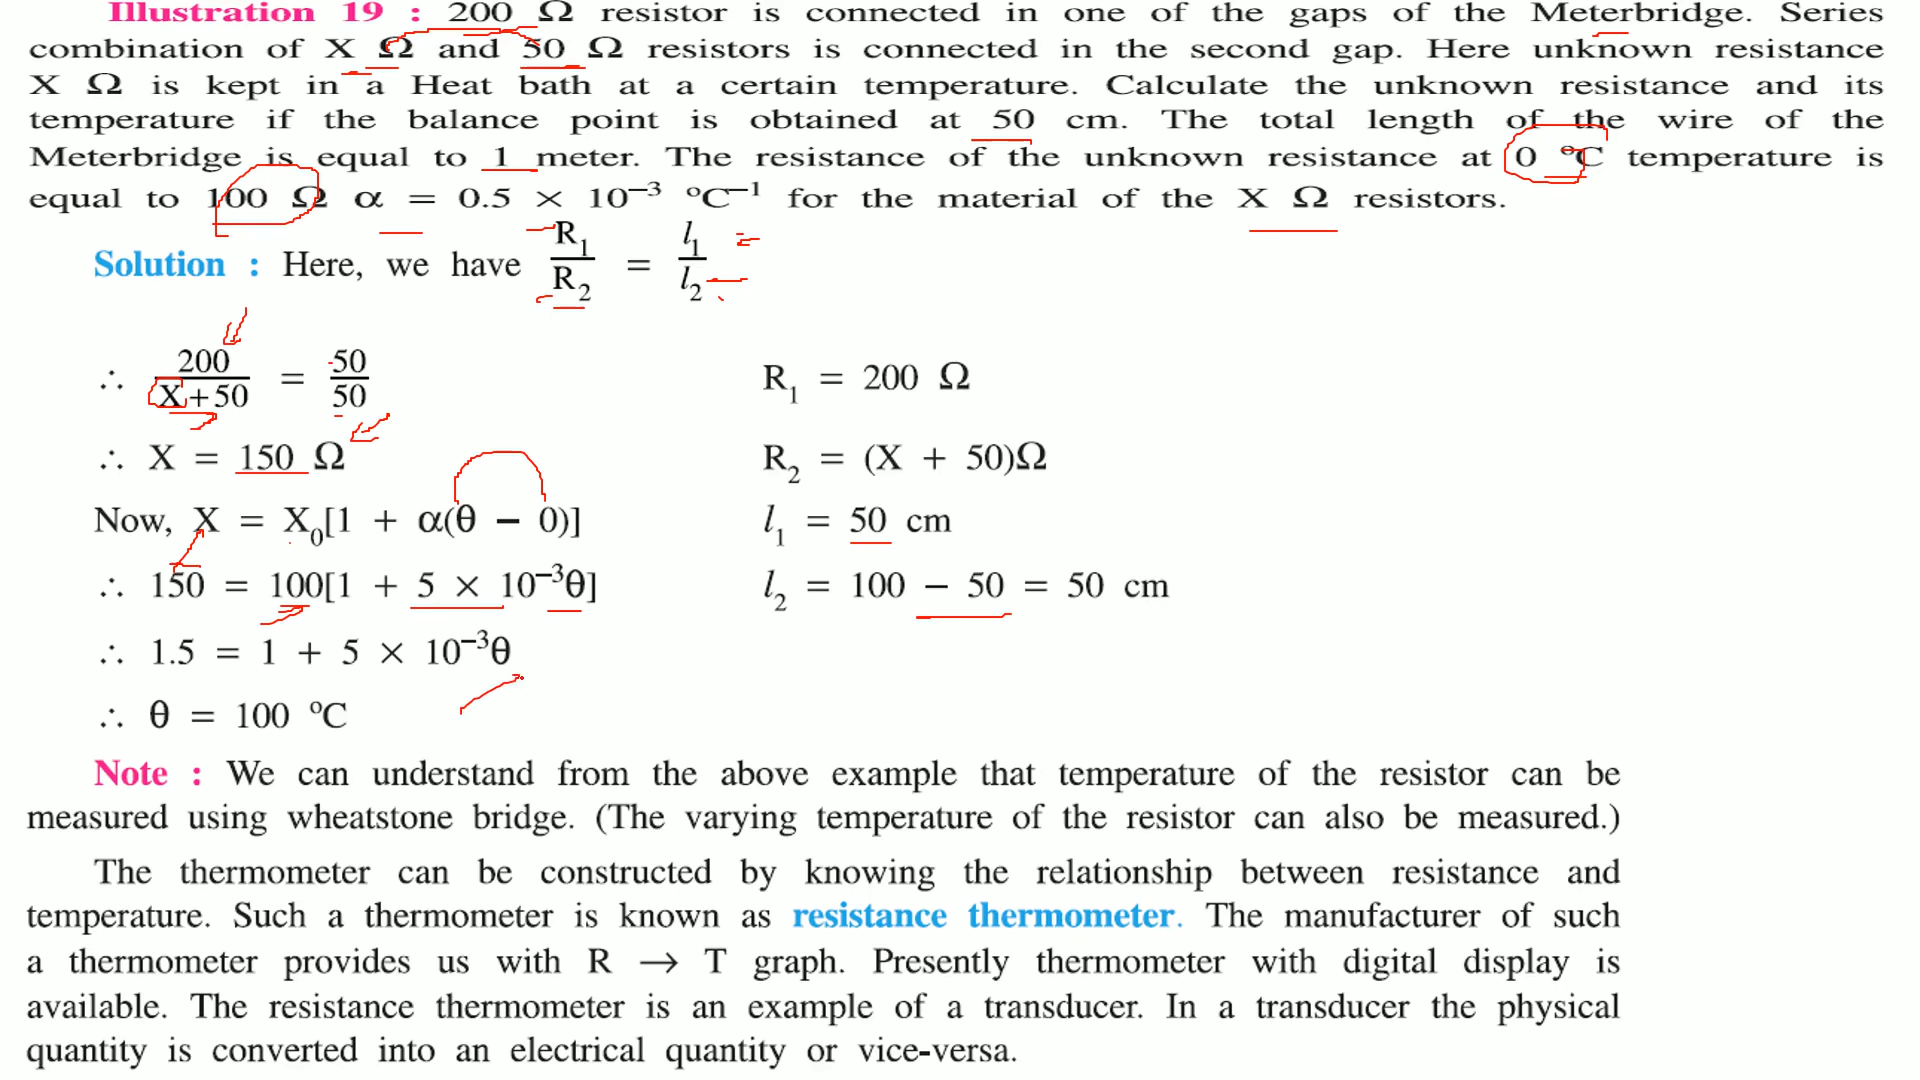 Illustration 19 : 200 Ω resistor is connected in one of the gaps of the Meterbridge. Series
combination of X Ω and 50 Ω resistors is connected in the second gap. Here unknown resistance
X Ω is kept in a Heat bath at a certain temperature. Calculate the unknown resistance and its
temperature if the balance point is obtained at 50 cm. The total length of the wire of the
Meterbridge is equal to 1 meter. The resistance of the unknown resistance at 0 °C temperature is
equal to 100 Ω α = 0.5 × 10⁻³ °C⁻¹ for the material of the X Ω resistors.
Solution : Here, we have R₁/R₂ = l₁/l₂
∴ 200/(X+50) = 50/50
R₁ = 200 Ω
∴ X = 150 Ω
R₂ = (X + 50)Ω
Now, X = X₀[1 + α(θ − 0)]
l₁ = 50 cm
∴ 150 = 100[1 + 5 × 10⁻³θ]
l₂ = 100 − 50 = 50 cm
∴ 1.5 = 1 + 5 × 10⁻³θ
∴ θ = 100 °C
Note : We can understand from the above example that temperature of the resistor can be
measured using wheatstone bridge. (The varying temperature of the resistor can also be measured.)
The thermometer can be constructed by knowing the relationship between resistance and
temperature. Such a thermometer is known as resistance thermometer. The manufacturer of such
a thermometer provides us with R → T graph. Presently thermometer with digital display is
available. The resistance thermometer is an example of a transducer. In a transducer the physical
quantity is converted into an electrical quantity or vice-versa.